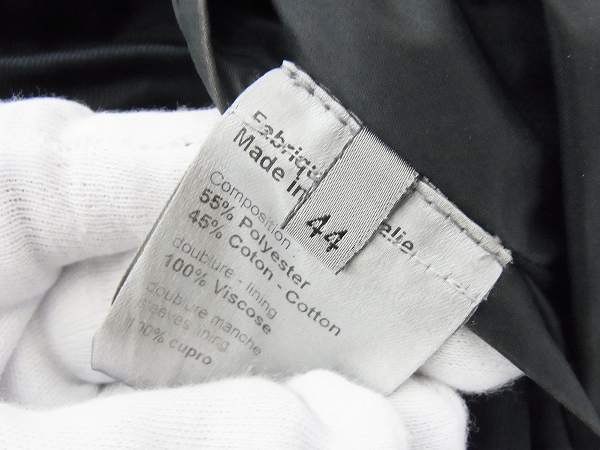 Fabriqu
Made in
44
Composition :
55% Polyester
45% Coton - Cotton
doublure - lining
100% Viscose
doublure manche
sleeves lining
100% cupro